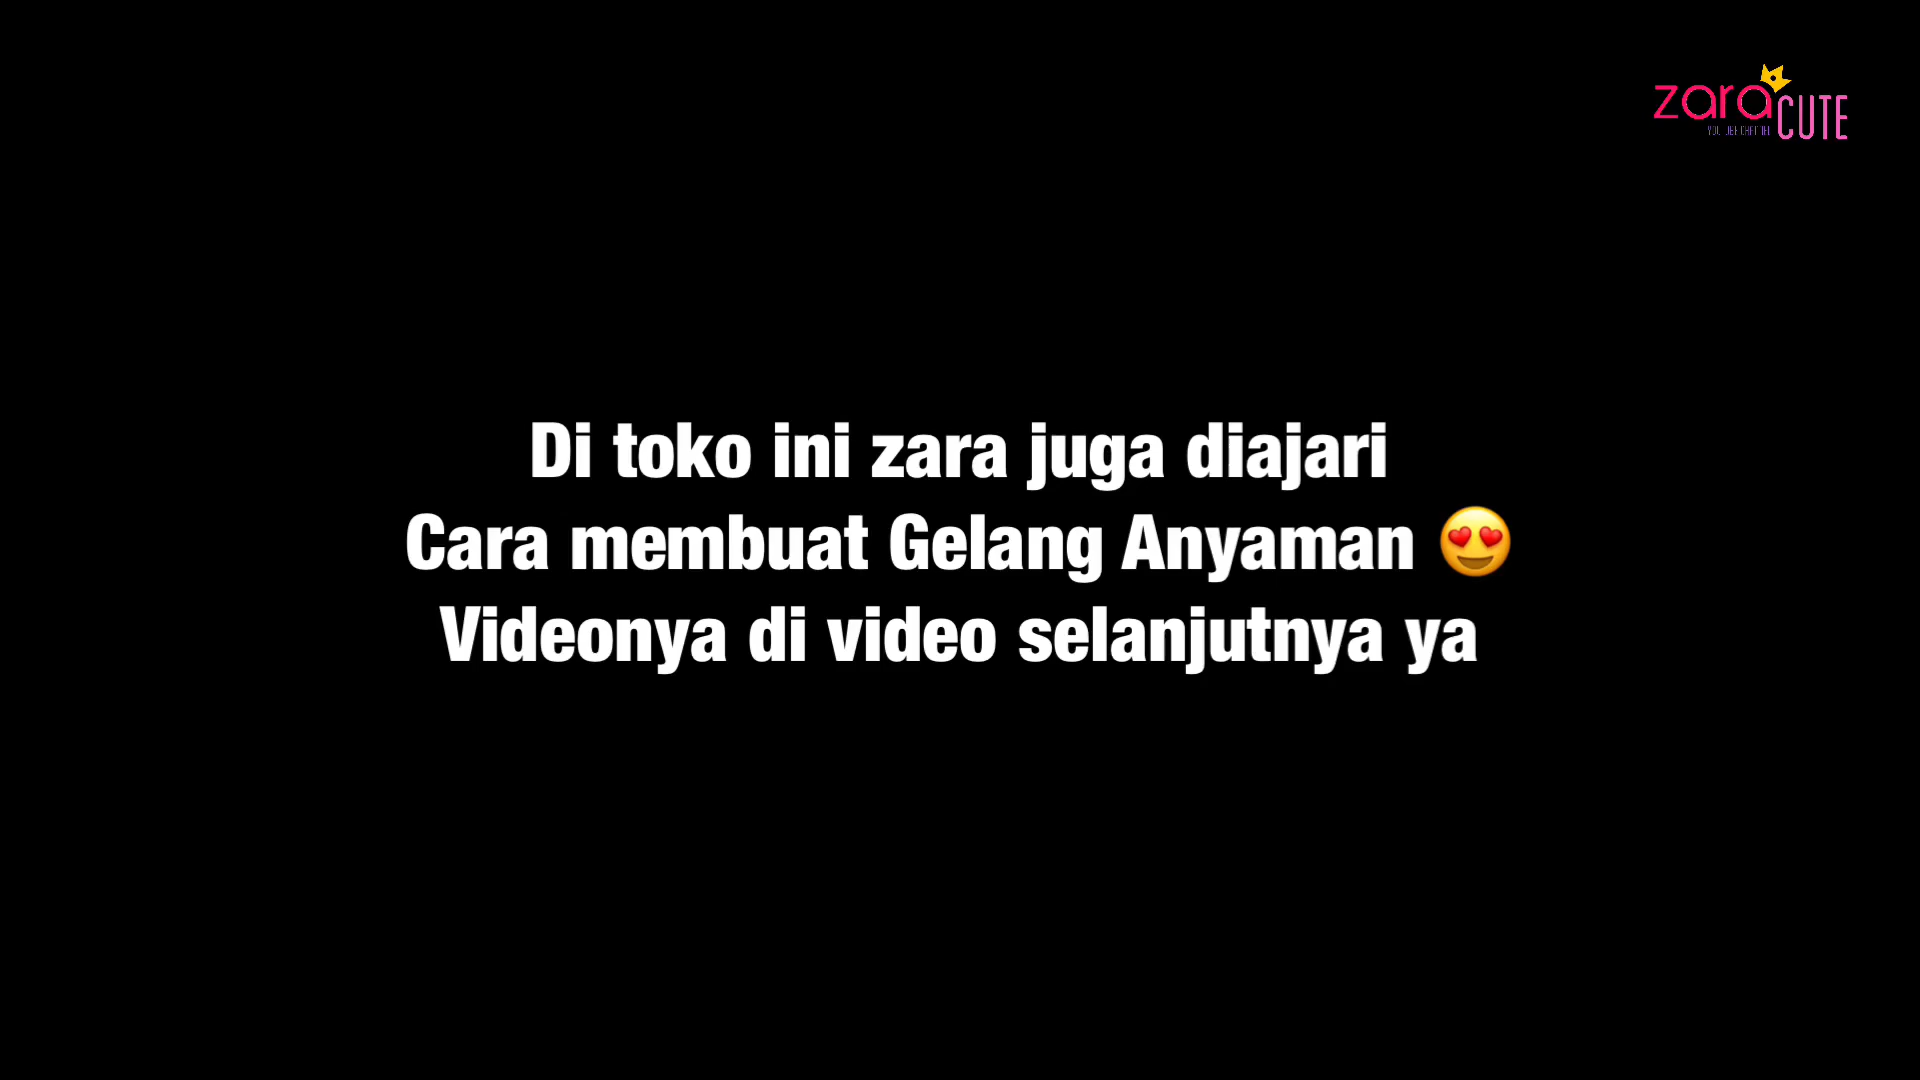 zara CUTE
Di toko ini zara juga diajari
Cara membuat Gelang Anyaman 😍
Videonya di video selanjutnya ya